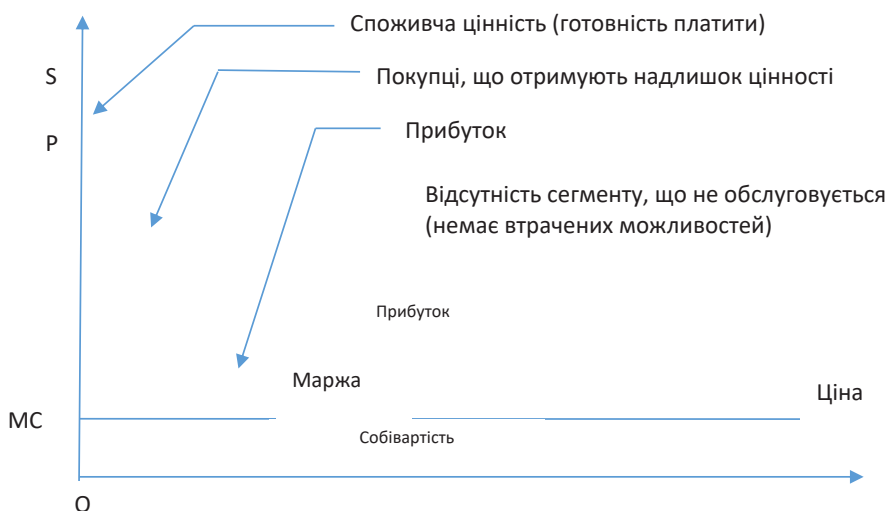 Споживча цінність (готовність платити)
S
Покупці, що отримують надлишок цінності
P
Прибуток
Відсутність сегменту, що не обслуговується
(немає втрачених можливостей)
Прибуток
Маржа
Ціна
МС
Собівартість
О